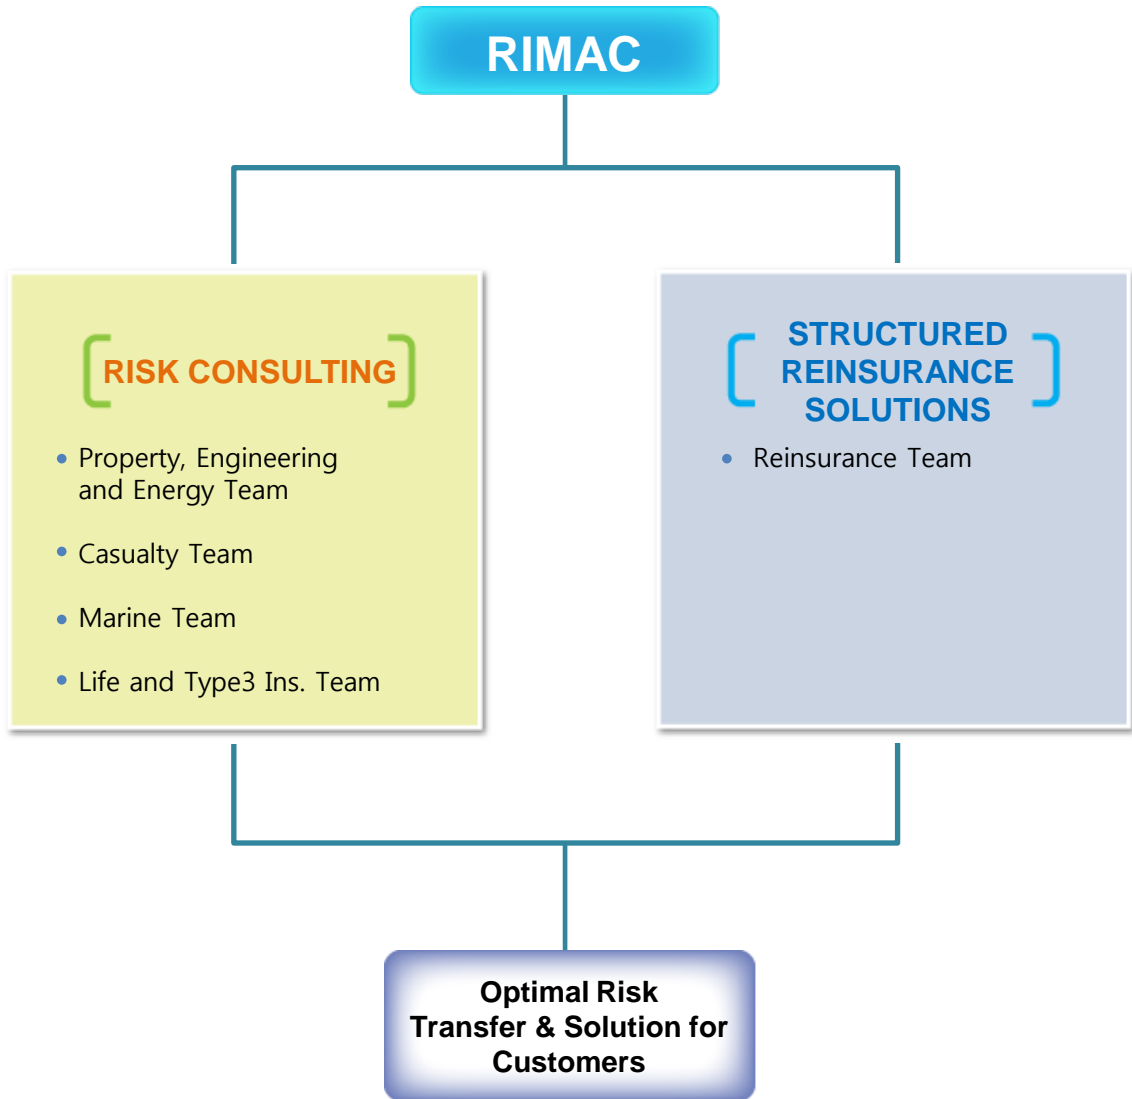 RIMAC
RISK CONSULTING
• Property, Engineering
and Energy Team
• Casualty Team
• Marine Team
• Life and Type3 Ins. Team
STRUCTURED
REINSURANCE
SOLUTIONS
• Reinsurance Team
Optimal Risk
Transfer & Solution for
Customers